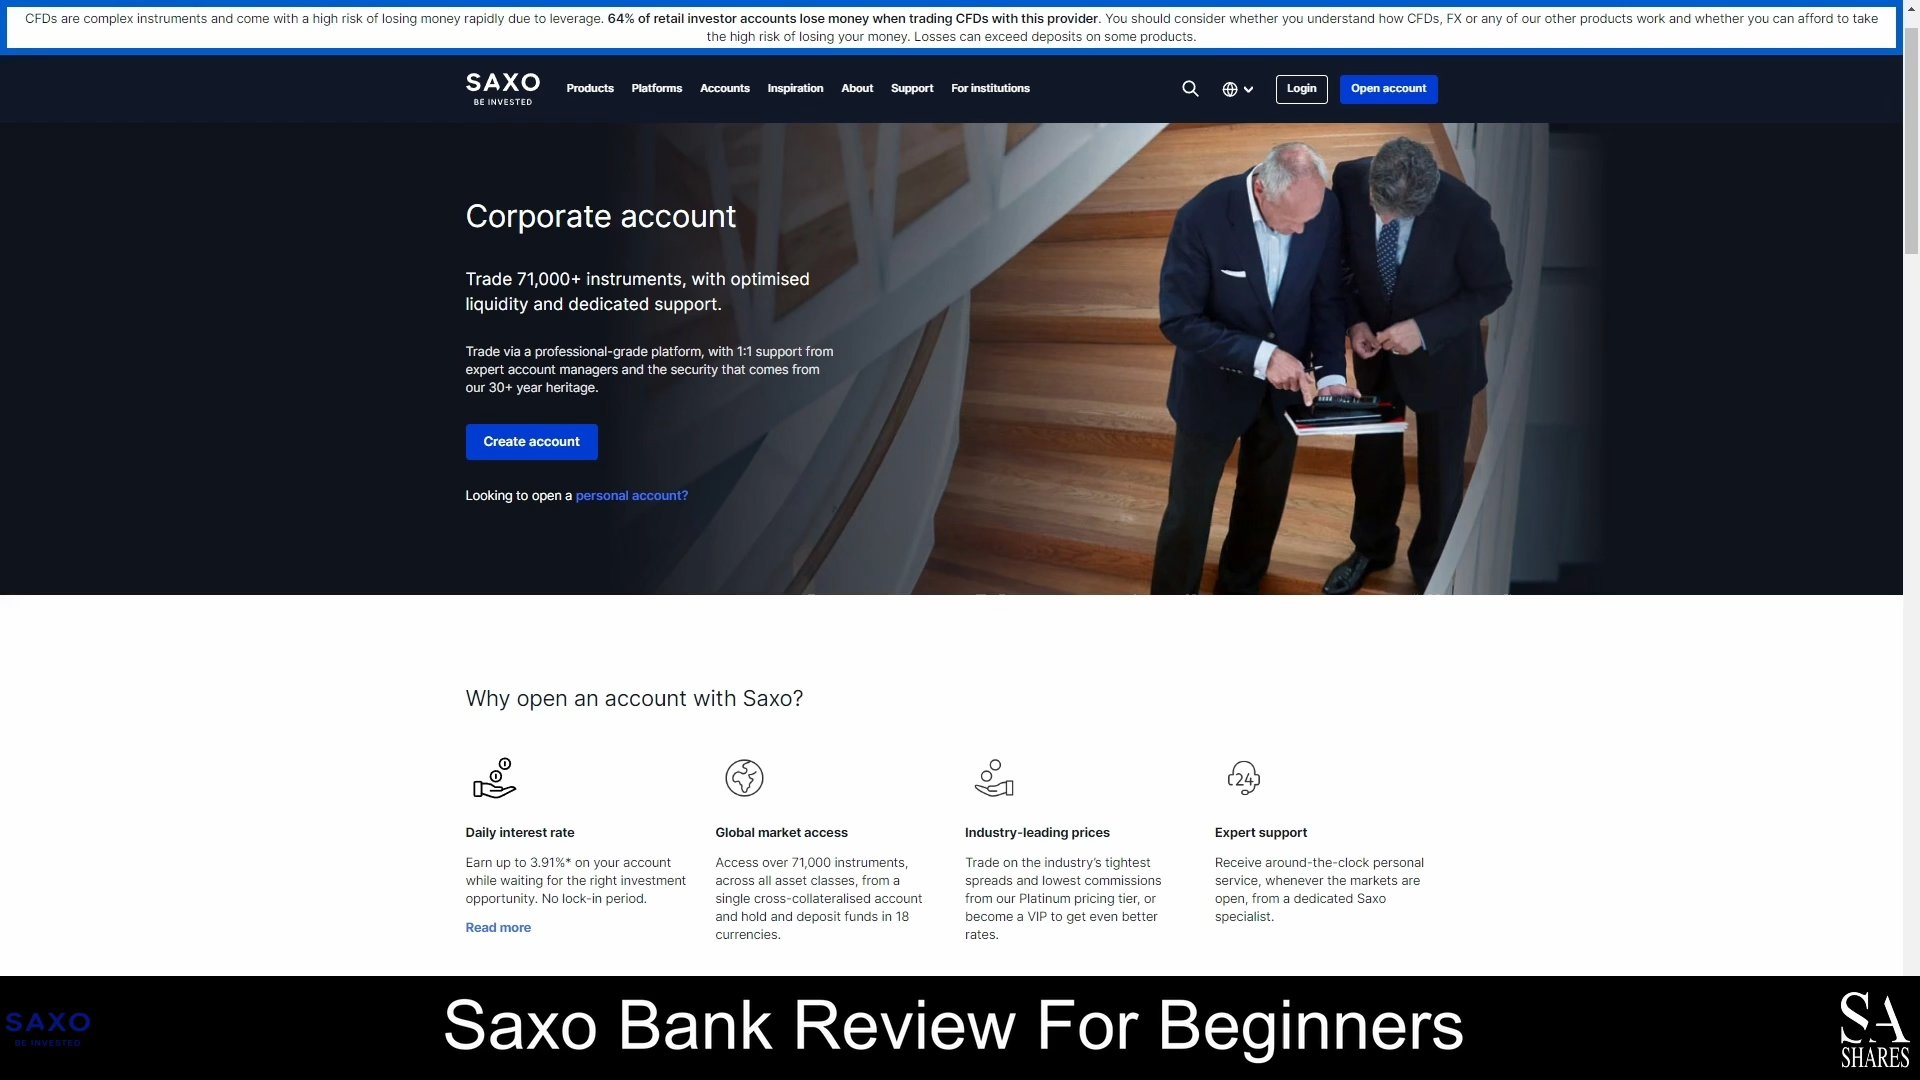 CFDs are complex instruments and come with a high risk of losing money rapidly due to leverage. 64% of retail investor accounts lose money when trading CFDs with this provider. You should consider whether you understand how CFDs, FX or any of our other products work and whether you can afford to take
the high risk of losing your money. Losses can exceed deposits on some products.
SAXO
BE INVESTED
Products Platforms Accounts Inspiration About Support For institutions Login Open account
Corporate account
Trade 71,000+ instruments, with optimised
liquidity and dedicated support.
Trade via a professional-grade platform, with 1:1 support from
expert account managers and the security that comes from
our 30+ year heritage.
Create account
Looking to open a personal account?
Why open an account with Saxo?
24
Daily interest rate
Earn up to 3.91%* on your account
while waiting for the right investment
opportunity. No lock-in period.
Read more
Global market access
Access over 71,000 instruments,
across all asset classes, from a
single cross-collateralised account
and hold and deposit funds in 18
currencies.
Industry-leading prices
Trade on the industry's tightest
spreads and lowest commissions
from our Platinum pricing tier, or
become a VIP to get even better
rates.
Expert support
Receive around-the-clock personal
service, whenever the markets are
open, from a dedicated Saxo
specialist.
SAXO
BE INVESTED
Saxo Bank Review For Beginners
SA
SHARES